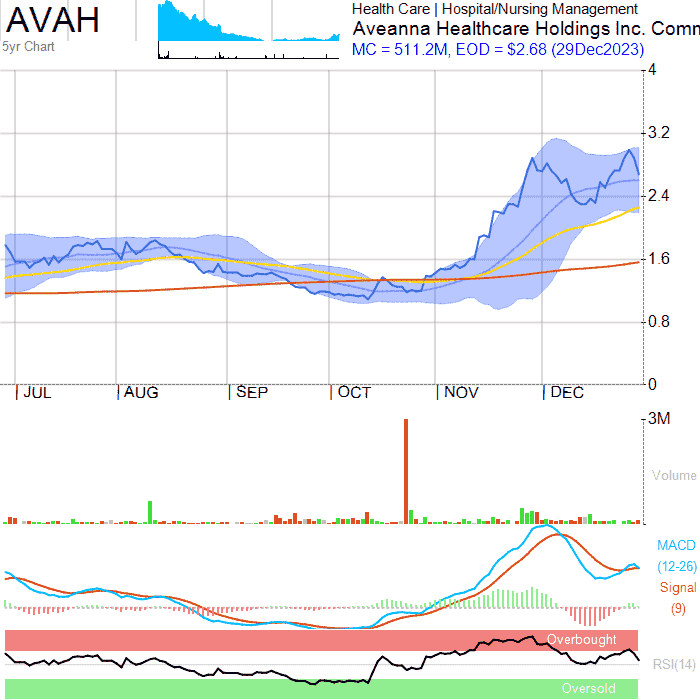 AVAH
5yr Chart
Health Care | Hospital/Nursing Management
Aveanna Healthcare Holdings Inc. Comm
MC = 511.2M, EOD = $2.68 (29Dec2023)
4
3.2
2.4
1.6
0.8
0
JUL AUG SEP OCT NOV DEC
3M
Volume
MACD
(12-26)
Signal
(9)
Overbought
RSI(14)
Oversold